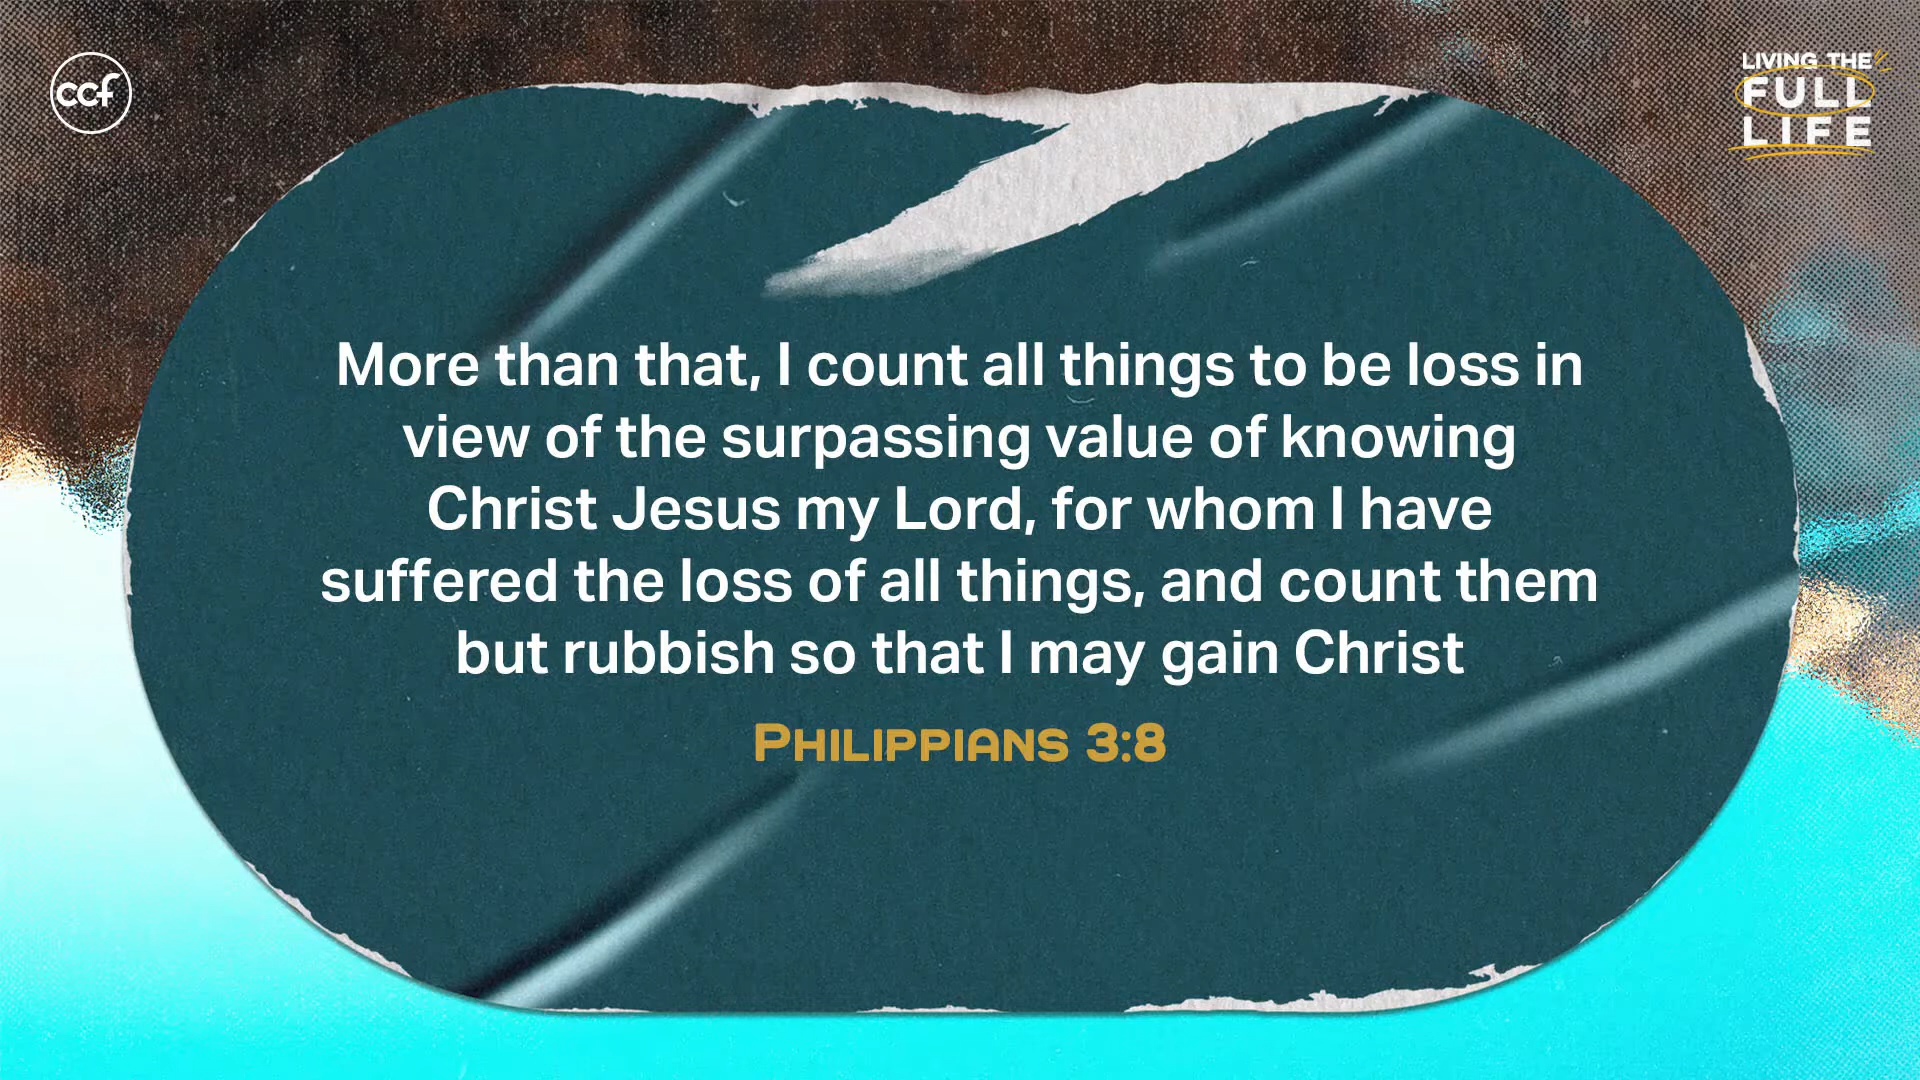 ccf
LIVING THE
FULL
LIFE
More than that, I count all things to be loss in
view of the surpassing value of knowing
Christ Jesus my Lord, for whom I have
suffered the loss of all things, and count them
but rubbish so that I may gain Christ
PHILIPPIANS 3:8